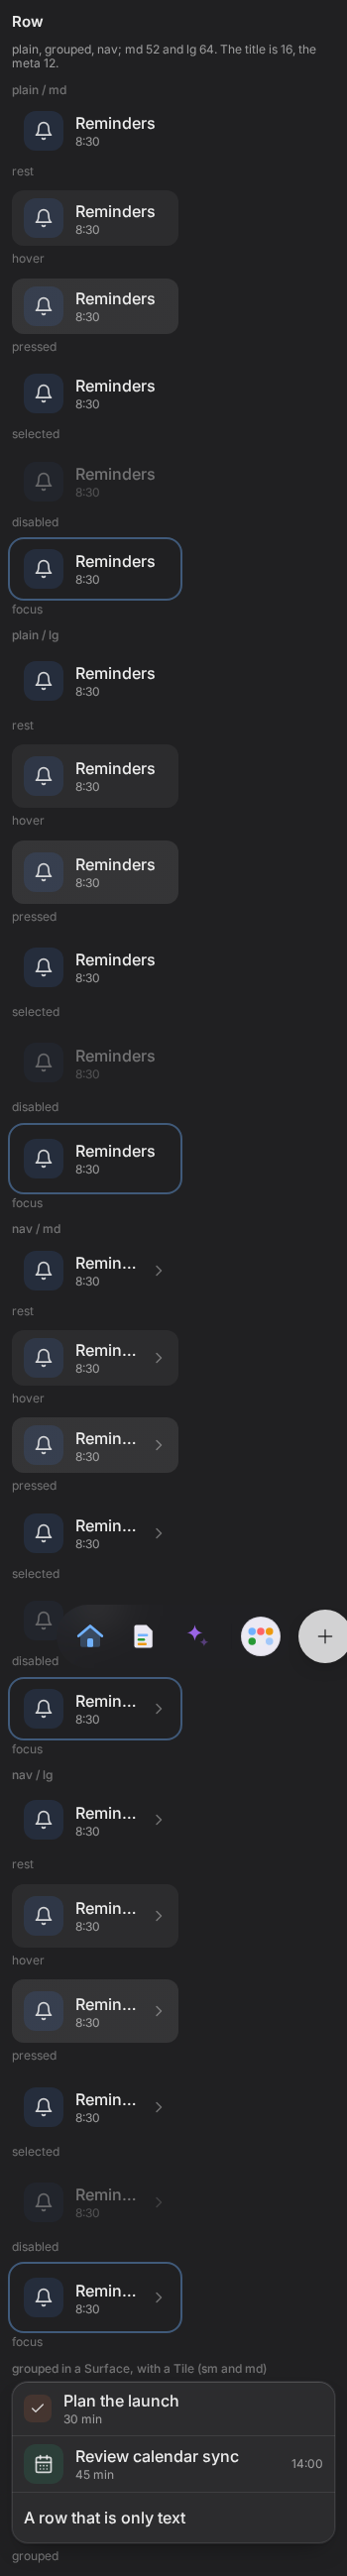 Row
plain, grouped, nav; md 52 and lg 64. The title is 16, the
meta 12.
plain / md
Reminders
8:30
rest
Reminders
8:30
hover
Reminders
8:30
pressed
Reminders
8:30
selected
Reminders
8:30
disabled
Reminders
8:30
focus
plain / lg
Reminders
8:30
rest
Reminders
8:30
hover
Reminders
8:30
pressed
Reminders
8:30
selected
Reminders
8:30
disabled
Reminders
8:30
focus
nav / md
Remin...
8:30
rest
Remin...
8:30
hover
Remin...
8:30
pressed
Remin...
8:30
selected
disabled
Remin...
8:30
focus
nav / lg
Remin...
8:30
rest
Remin...
8:30
hover
Remin...
8:30
pressed
Remin...
8:30
selected
Remin...
8:30
disabled
Remin...
8:30
focus
grouped in a Surface, with a Tile (sm and md)
Plan the launch
30 min
Review calendar sync
45 min
14:00
A row that is only text
grouped